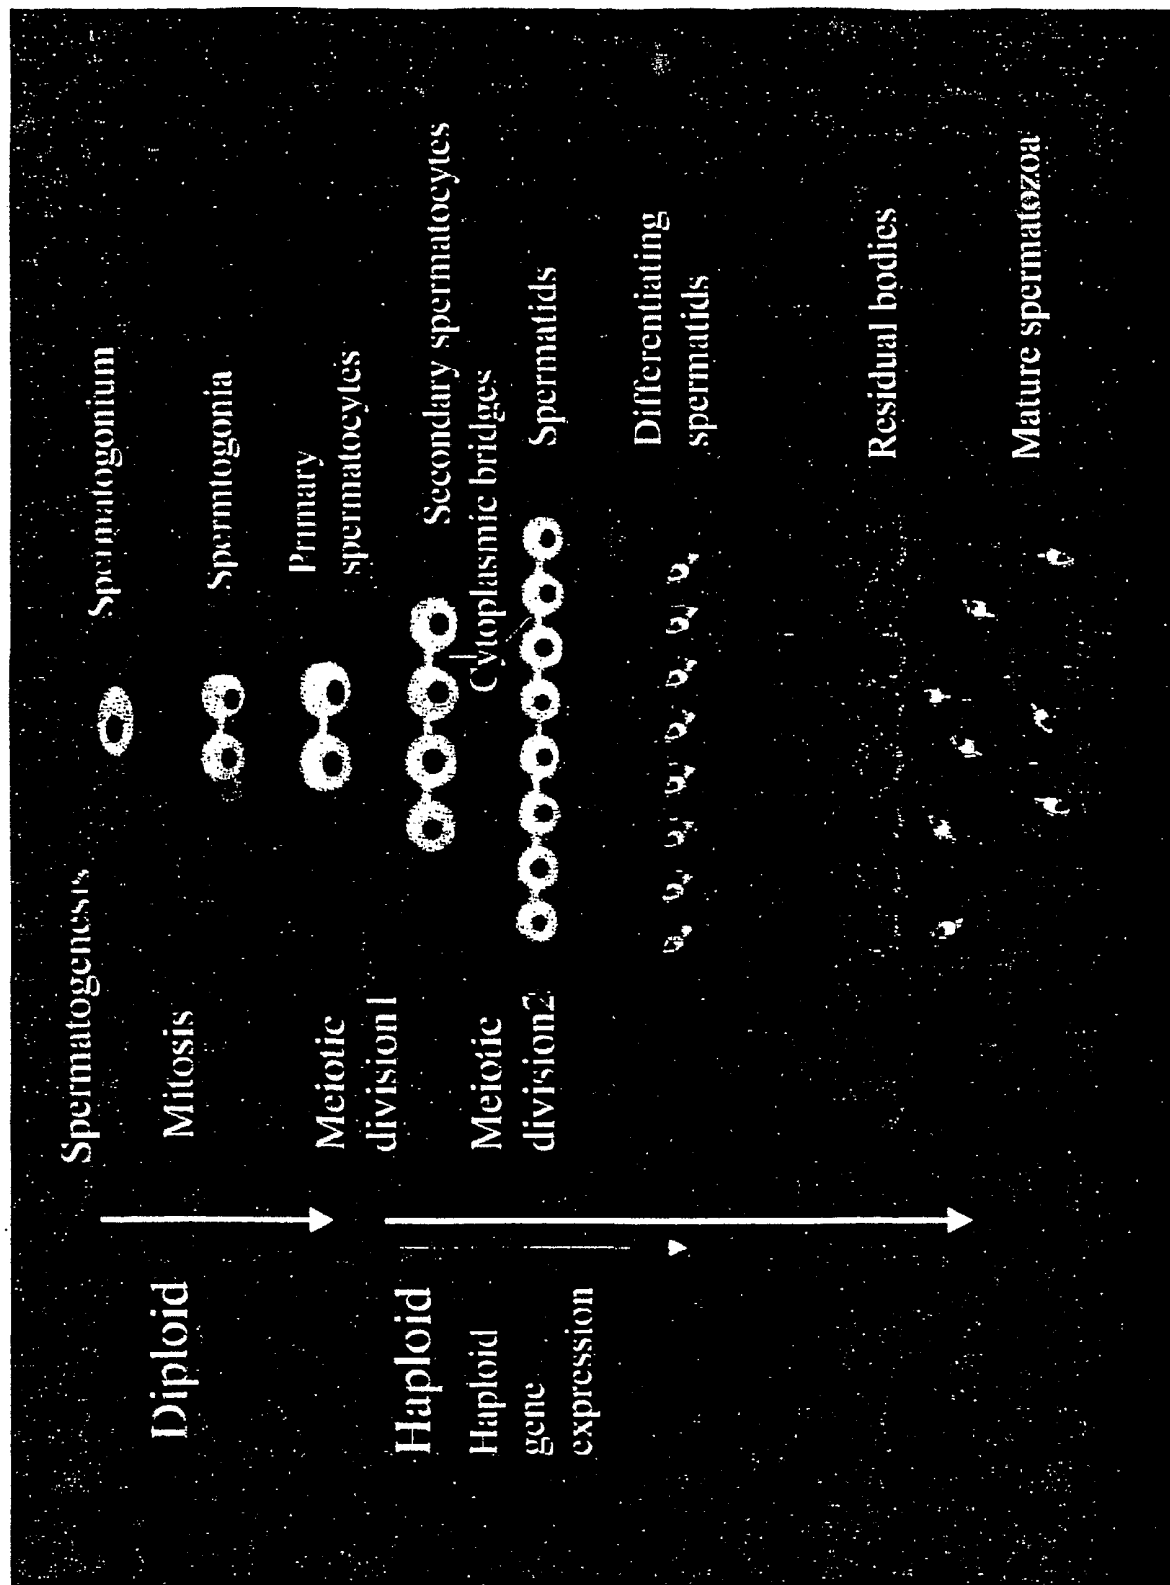 Spermatogenesis
Spermatogonium
Mitosis
Spermtogonia
Primary
spermatocytes
Meiotic
division1
Secondary spermatocytes
Cytoplasmic bridges
Meiotic
division2
Spermatids
Differentiating
spermatids
Residual bodies
Mature spermatozoa
Diploid
Haploid
Haploid
gene
expression